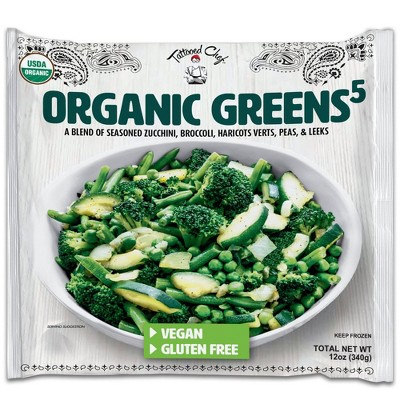 Tattooed Chef
USDA
ORGANIC
ORGANIC GREENS⁵
A BLEND OF SEASONED ZUCCHINI, BROCCOLI, HARICOTS VERTS, PEAS, & LEEKS
SERVING SUGGESTION
VEGAN
GLUTEN FREE
KEEP FROZEN
TOTAL NET WT
12oz (340g)